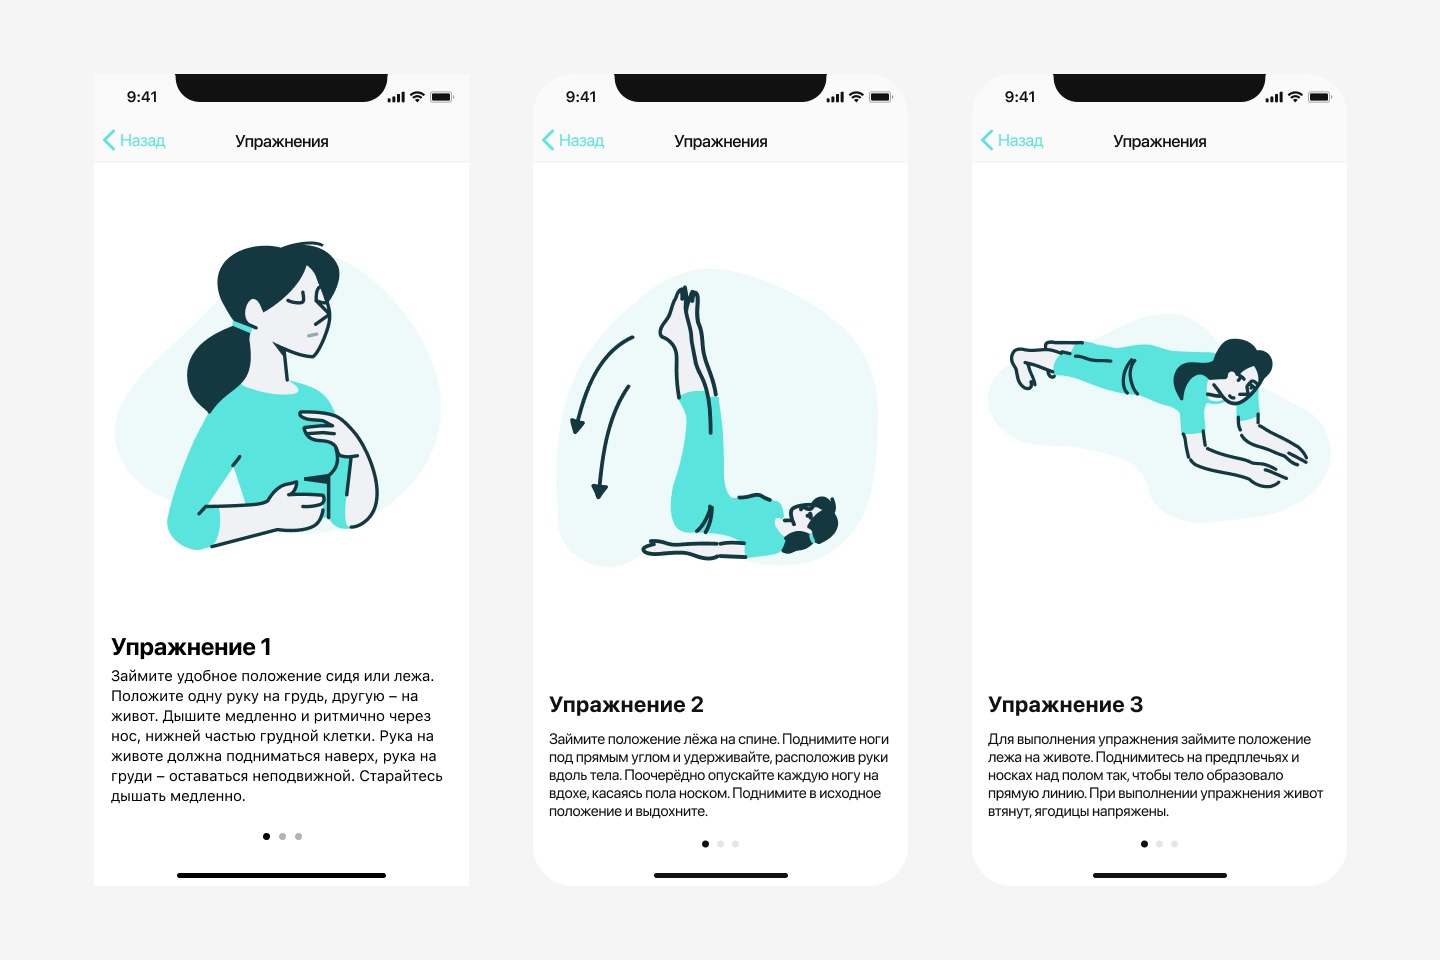 9:41
Назад
Упражнения
Упражнение 1
Займите удобное положение сидя или лежа.
Положите одну руку на грудь, другую – на
живот. Дышите медленно и ритмично через
нос, нижней частью грудной клетки. Рука на
животе должна подниматься наверх, рука на
груди – оставаться неподвижной. Старайтесь
дышать медленно.
9:41
Назад
Упражнения
Упражнение 2
Займите положение лёжа на спине. Поднимите ноги
под прямым углом и удерживайте, расположив руки
вдоль тела. Поочерёдно опускайте каждую ногу на
вдохе, касаясь пола носком. Поднимите в исходное
положение и выдохните.
9:41
Назад
Упражнения
Упражнение 3
Для выполнения упражнения займите положение
лежа на животе. Поднимитесь на предплечьях и
носках над полом так, чтобы тело образовало
прямую линию. При выполнении упражнения живот
втянут, ягодицы напряжены.